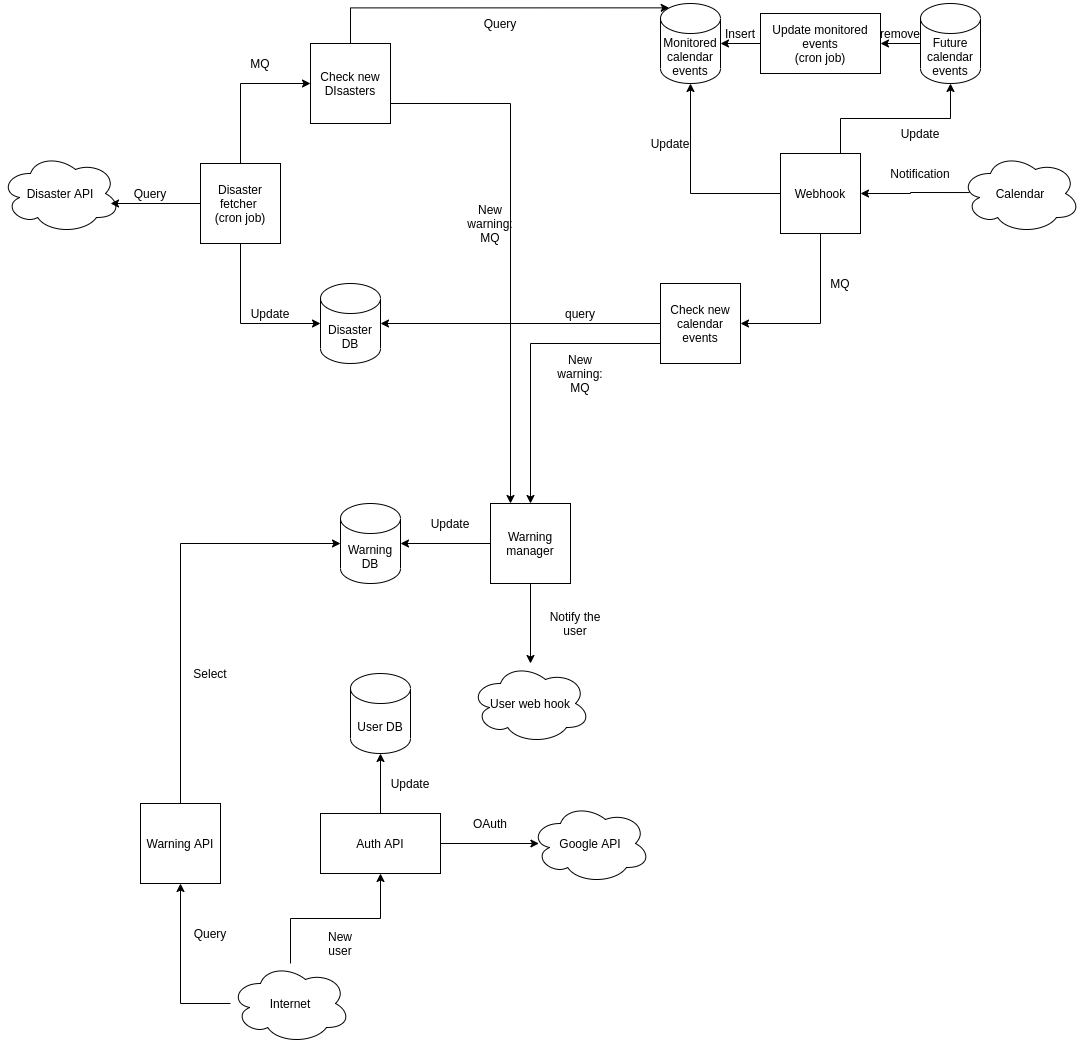 Query
Monitored
calendar
events
Insert
Update monitored
events
(cron job)
remove
Future
calendar
events
MQ
Check new
DIsasters
Update
Update
Disaster API
Query
Disaster
fetcher
(cron job)
New
warning:
MQ
Webhook
Notification
Calendar
Update
Disaster
DB
query
Check new
calendar
events
MQ
New
warning:
MQ
Warning
DB
Update
Warning
manager
Notify the
user
Select
User DB
User web hook
Update
Warning API
Auth API
OAuth
Google API
Query
New
user
Internet